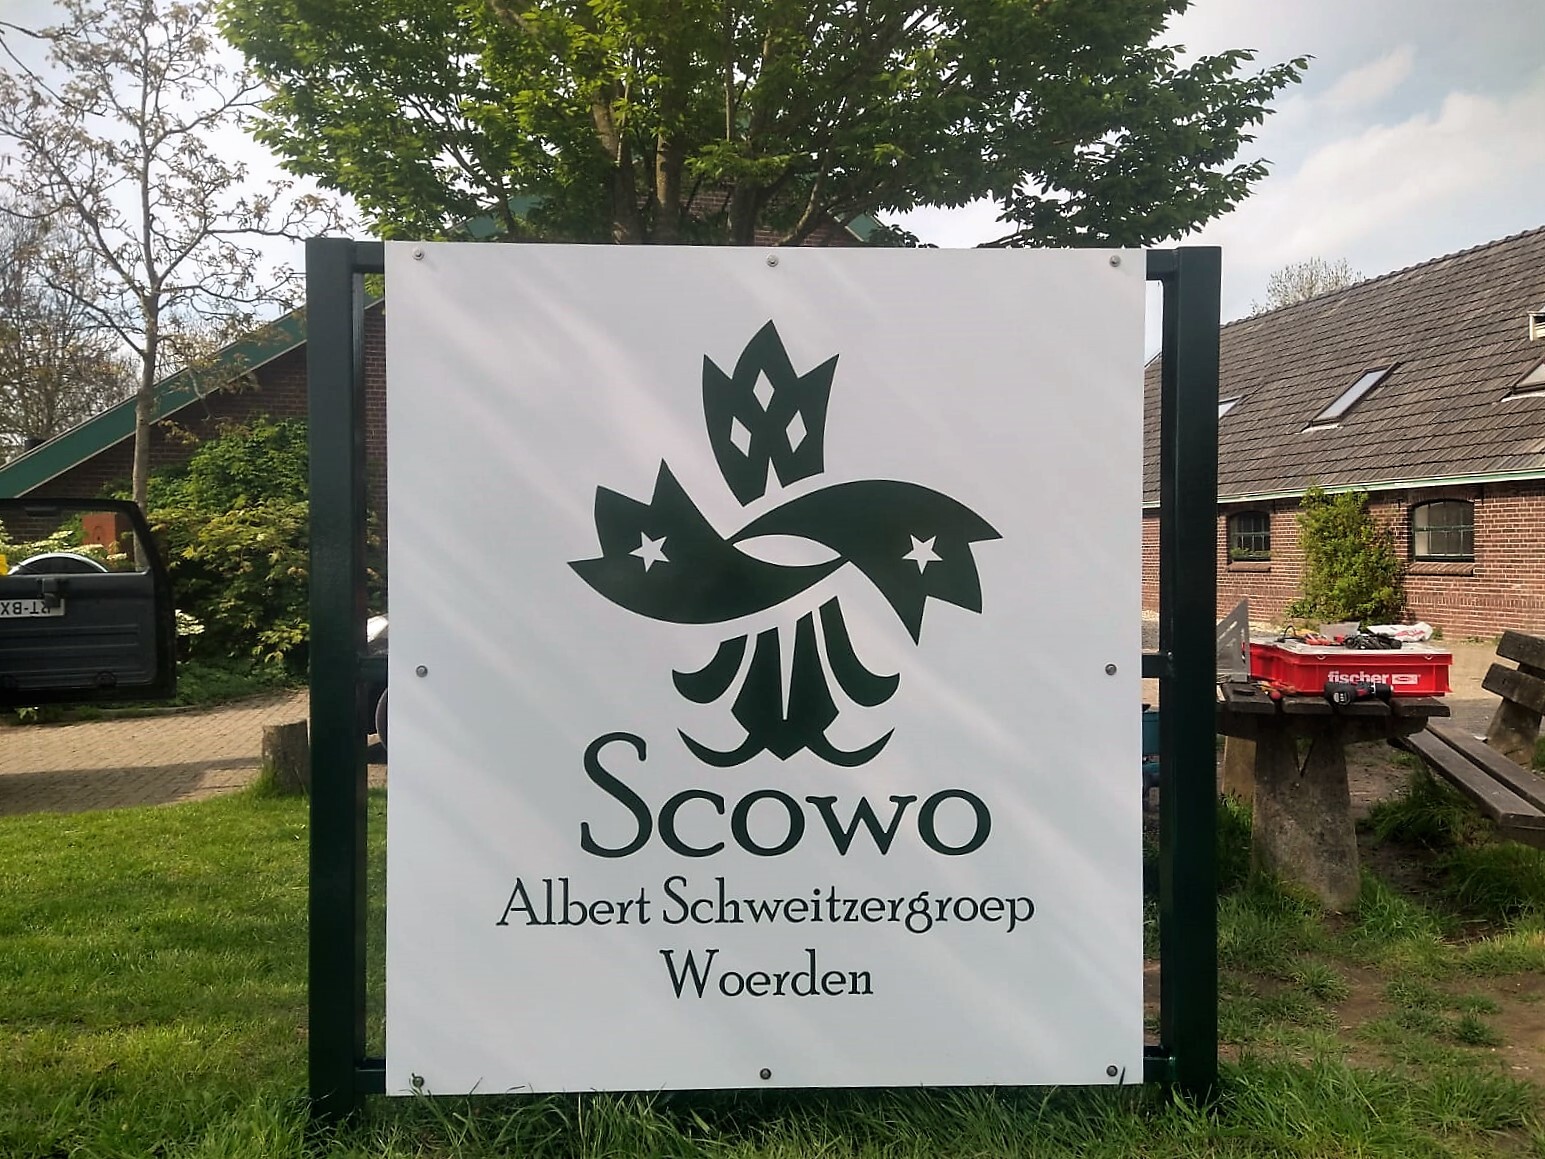 Scowo
Albert Schweitzergroep
Woerden
fischer